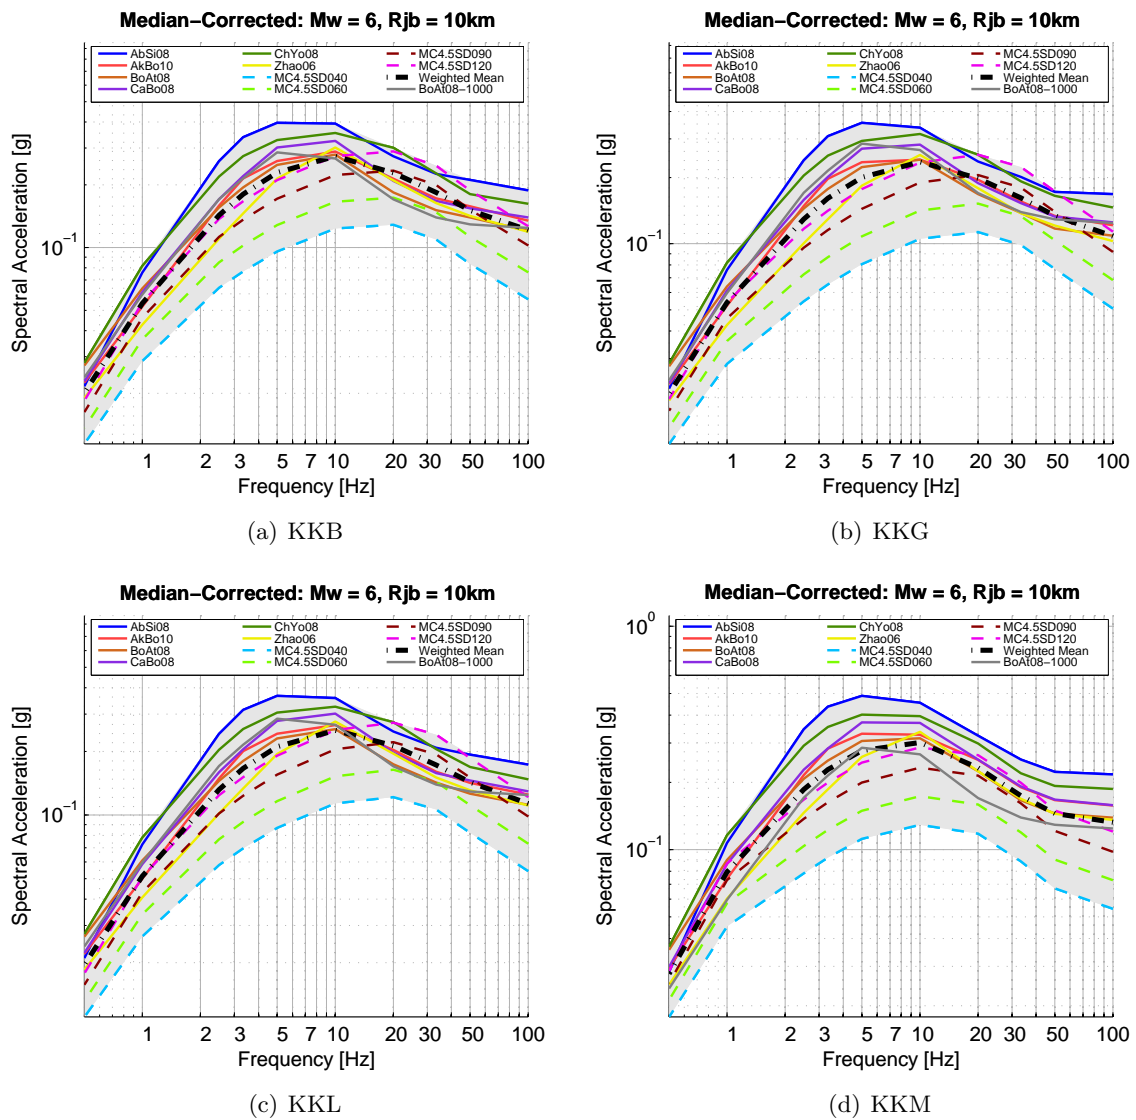 Median−Corrected: Mw = 6, Rjb = 10km
AbSi08
AkBo10
BoAt08
CaBo08
ChYo08
Zhao06
MC4.5SD040
MC4.5SD060
MC4.5SD090
MC4.5SD120
Weighted Mean
BoAt08−1000
Spectral Acceleration [g]
10−1
1 2 3 5 7 10 20 30 50 100
Frequency [Hz]
(a) KKB
Median−Corrected: Mw = 6, Rjb = 10km
AbSi08
AkBo10
BoAt08
CaBo08
ChYo08
Zhao06
MC4.5SD040
MC4.5SD060
MC4.5SD090
MC4.5SD120
Weighted Mean
BoAt08−1000
Spectral Acceleration [g]
10−1
1 2 3 5 7 10 20 30 50 100
Frequency [Hz]
(b) KKG
Median−Corrected: Mw = 6, Rjb = 10km
AbSi08
AkBo10
BoAt08
CaBo08
ChYo08
Zhao06
MC4.5SD040
MC4.5SD060
MC4.5SD090
MC4.5SD120
Weighted Mean
BoAt08−1000
Spectral Acceleration [g]
10−1
1 2 3 5 7 10 20 30 50 100
Frequency [Hz]
(c) KKL
Median−Corrected: Mw = 6, Rjb = 10km
AbSi08
AkBo10
BoAt08
CaBo08
ChYo08
Zhao06
MC4.5SD040
MC4.5SD060
MC4.5SD090
MC4.5SD120
Weighted Mean
BoAt08−1000
Spectral Acceleration [g]
100
10−1
1 2 3 5 7 10 20 30 50 100
Frequency [Hz]
(d) KKM